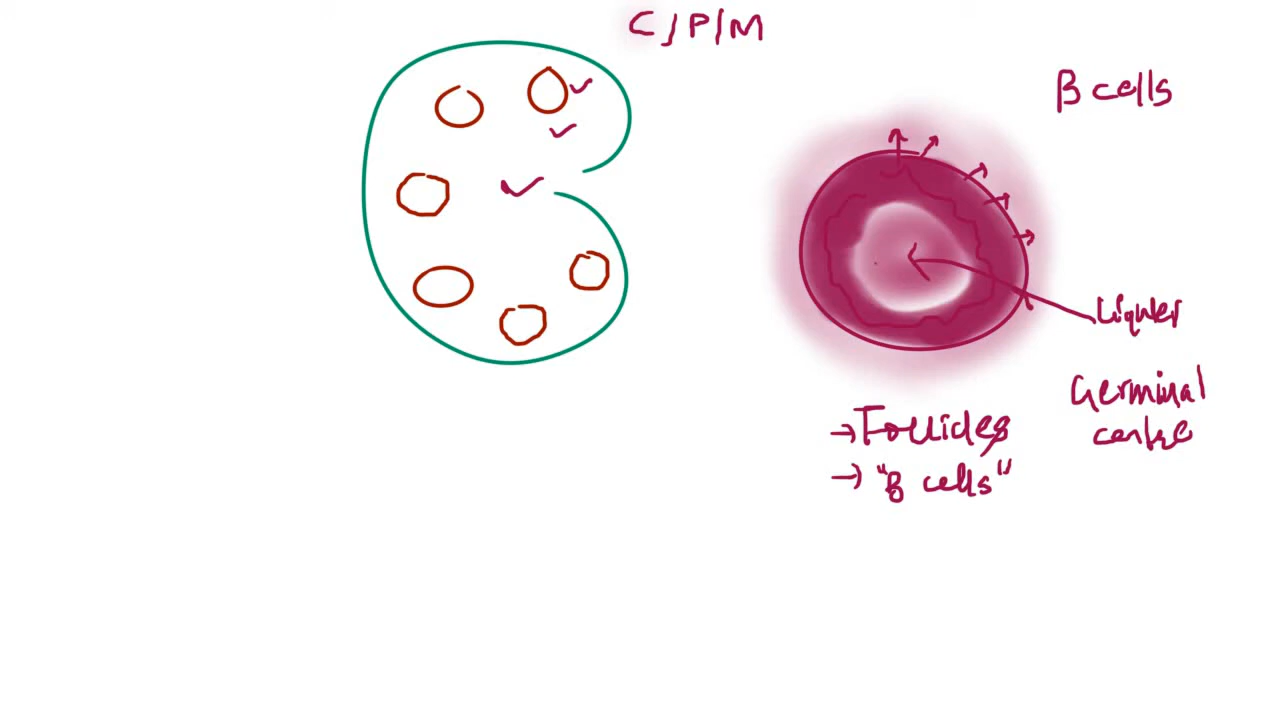 C/P/M
B cells
Liquer
Germinal
centre
→ Follicles
→ "B cells"